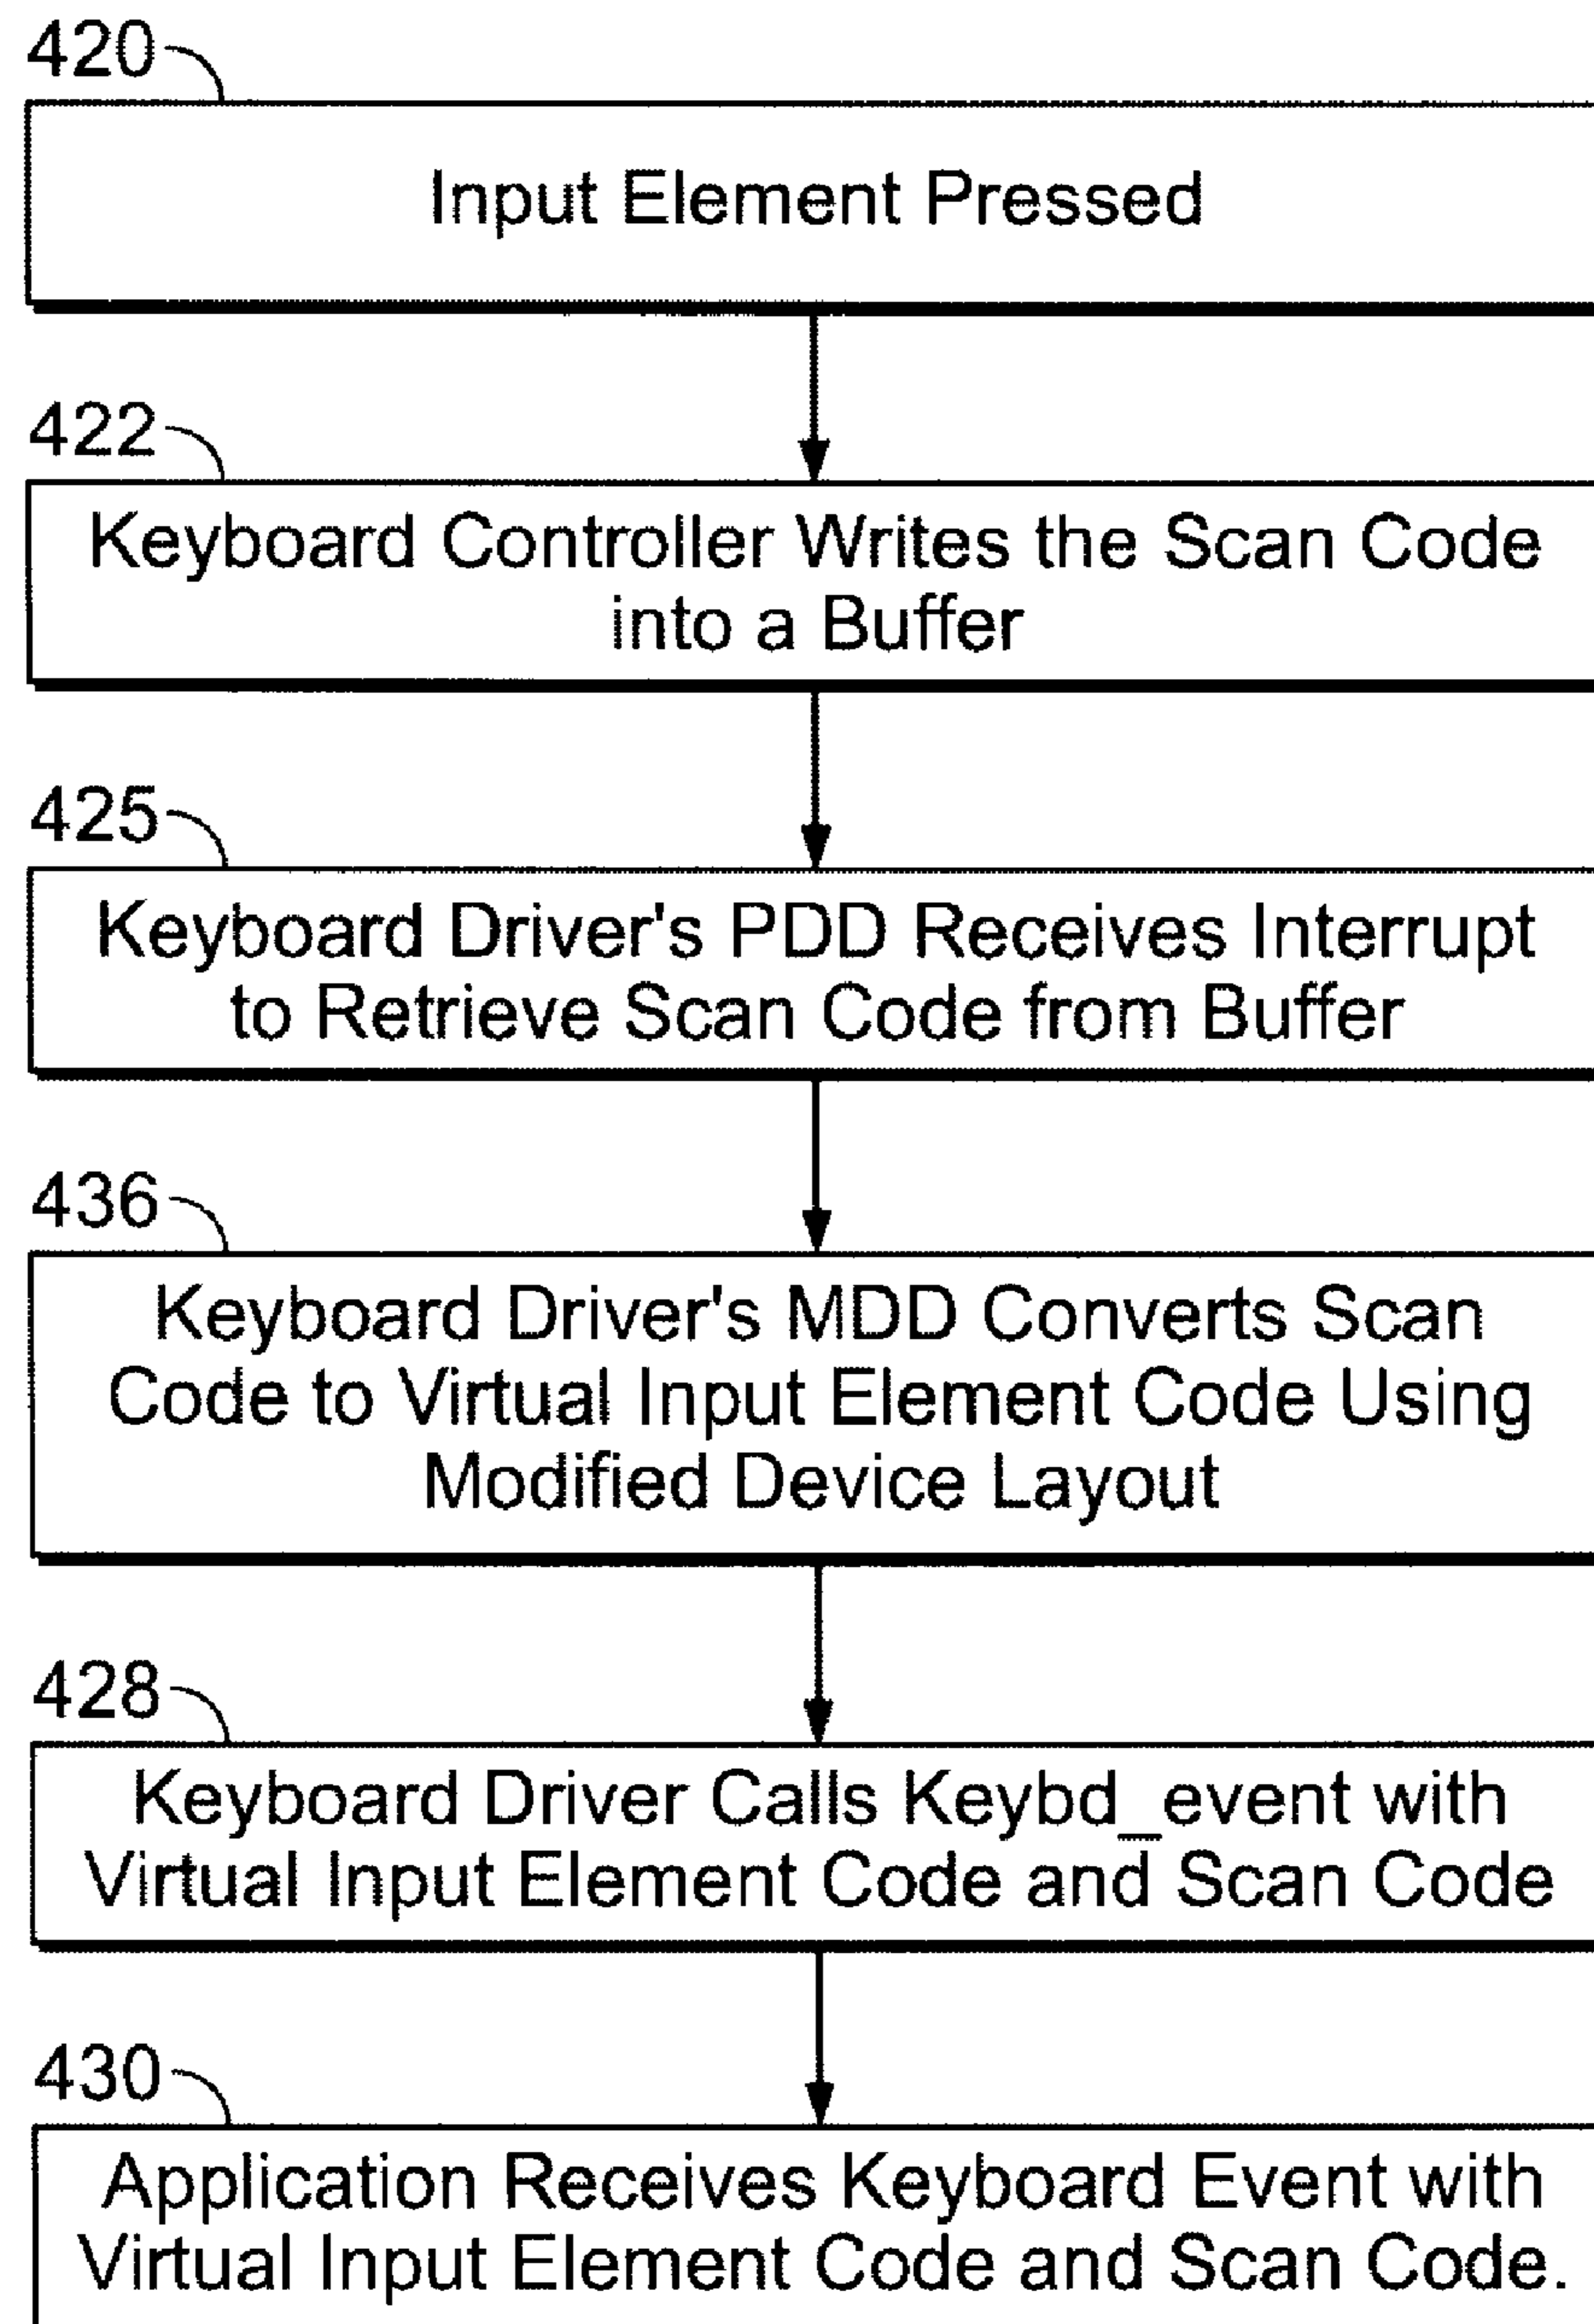 420
Input Element Pressed
422
Keyboard Controller Writes the Scan Code
into a Buffer
425
Keyboard Driver's PDD Receives Interrupt
to Retrieve Scan Code from Buffer
436
Keyboard Driver's MDD Converts Scan
Code to Virtual Input Element Code Using
Modified Device Layout
428
Keyboard Driver Calls Keybd_event with
Virtual Input Element Code and Scan Code
430
Application Receives Keyboard Event with
Virtual Input Element Code and Scan Code.